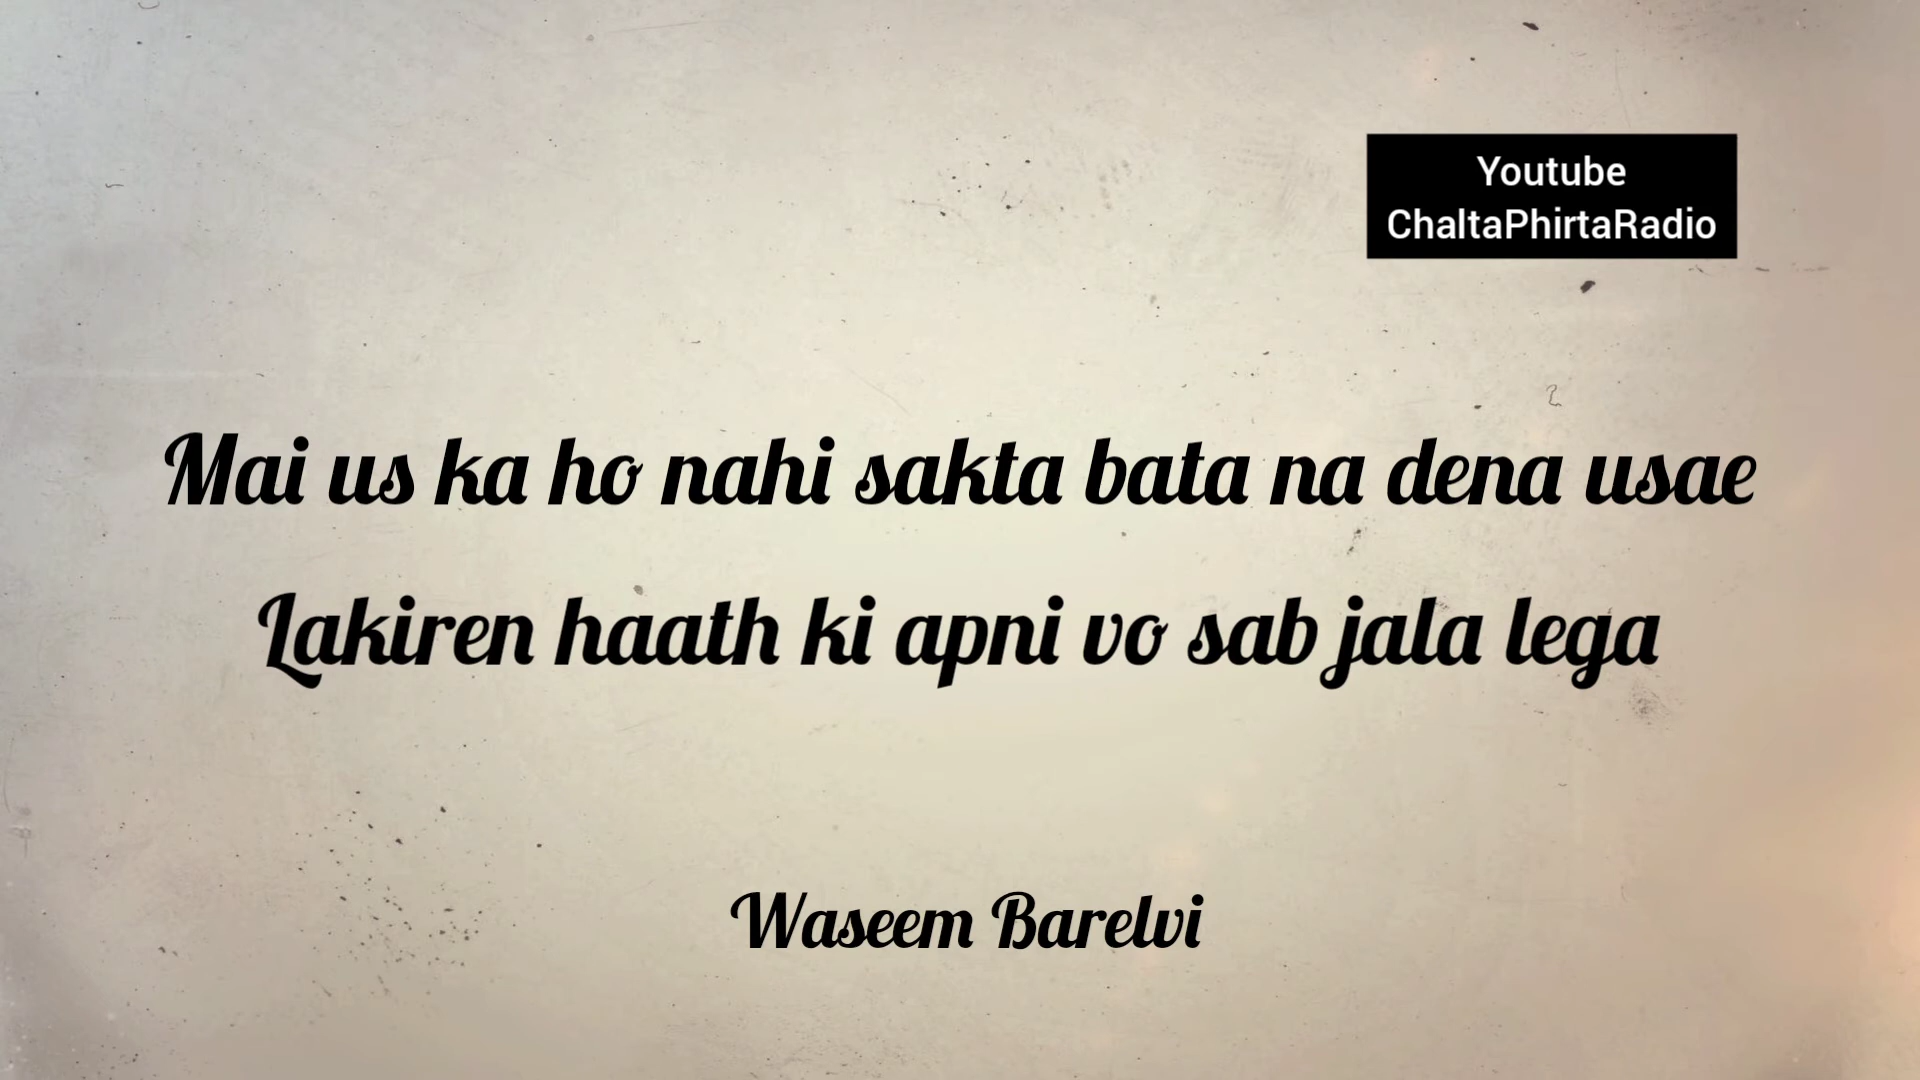 Youtube
ChaltaPhirtaRadio
Mai us ka ho nahi sakta bata na dena usae
Lakiren haath ki apni vo sab jala lega
Waseem Barelvi